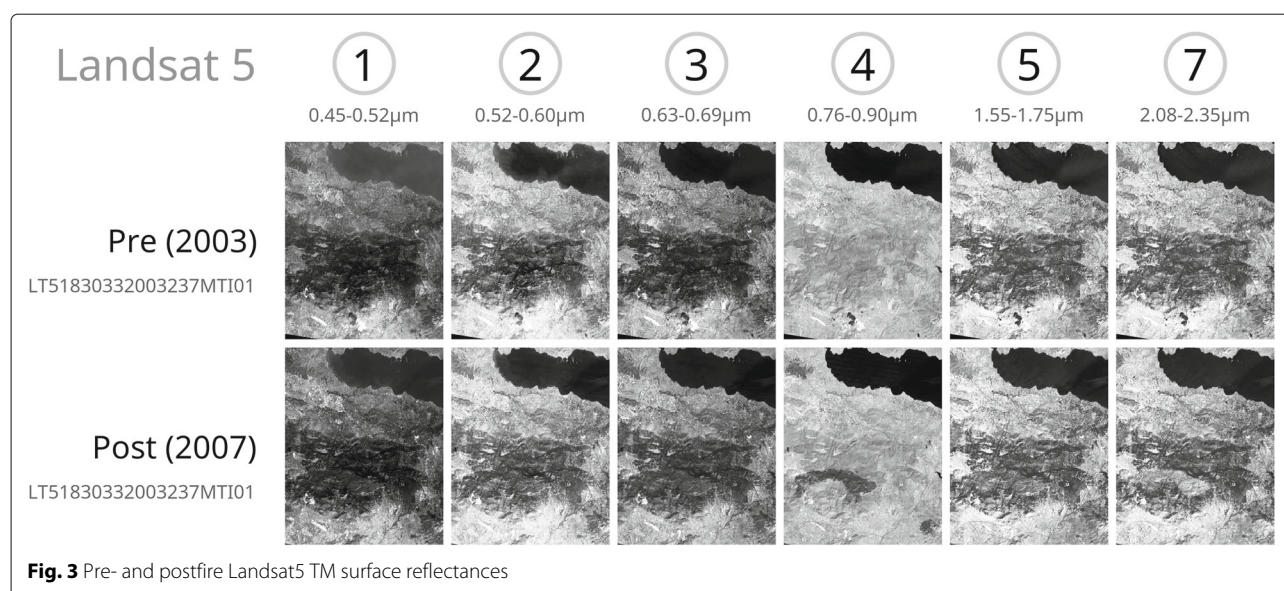 Landsat 5
1 2 3 4 5 7
0.45-0.52μm 0.52-0.60μm 0.63-0.69μm 0.76-0.90μm 1.55-1.75μm 2.08-2.35μm
Pre (2003)
LT51830332003237MTI01
Post (2007)
LT51830332003237MTI01
Fig. 3 Pre- and postfire Landsat5 TM surface reflectances